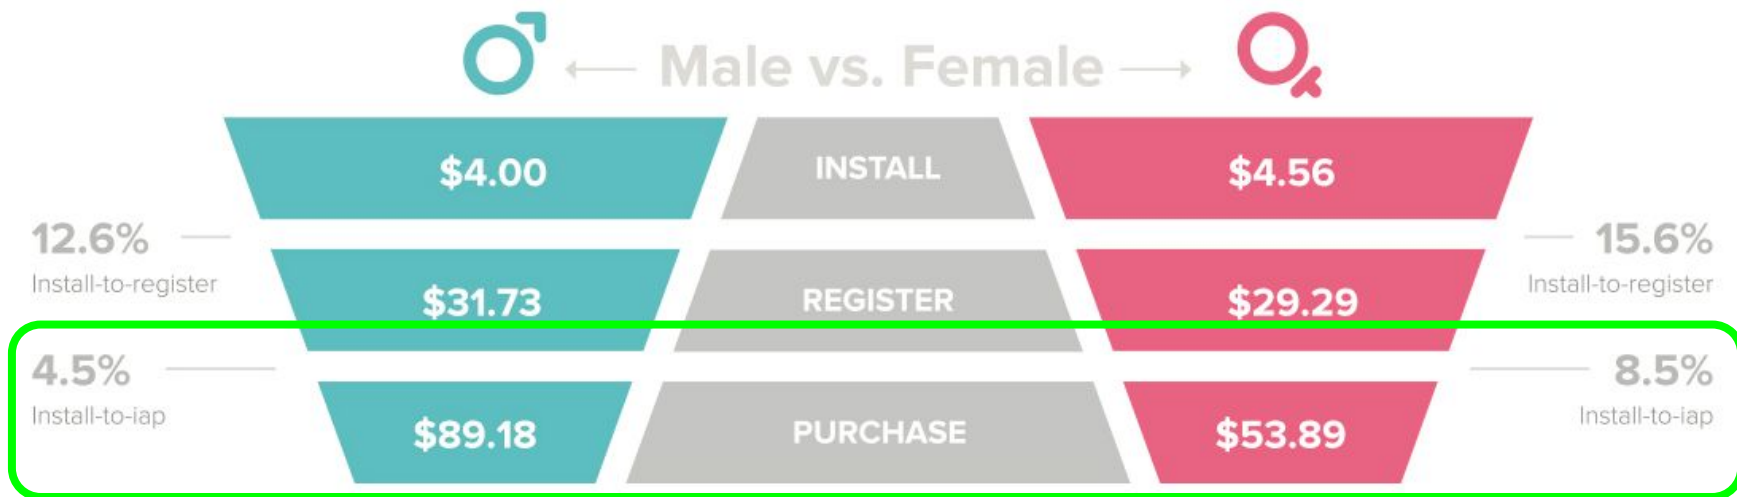 Male vs. Female
$4.00 INSTALL $4.56
12.6% 15.6%
Install-to-register Install-to-register
$31.73 REGISTER $29.29
4.5% 8.5%
Install-to-iap Install-to-iap
$89.18 PURCHASE $53.89